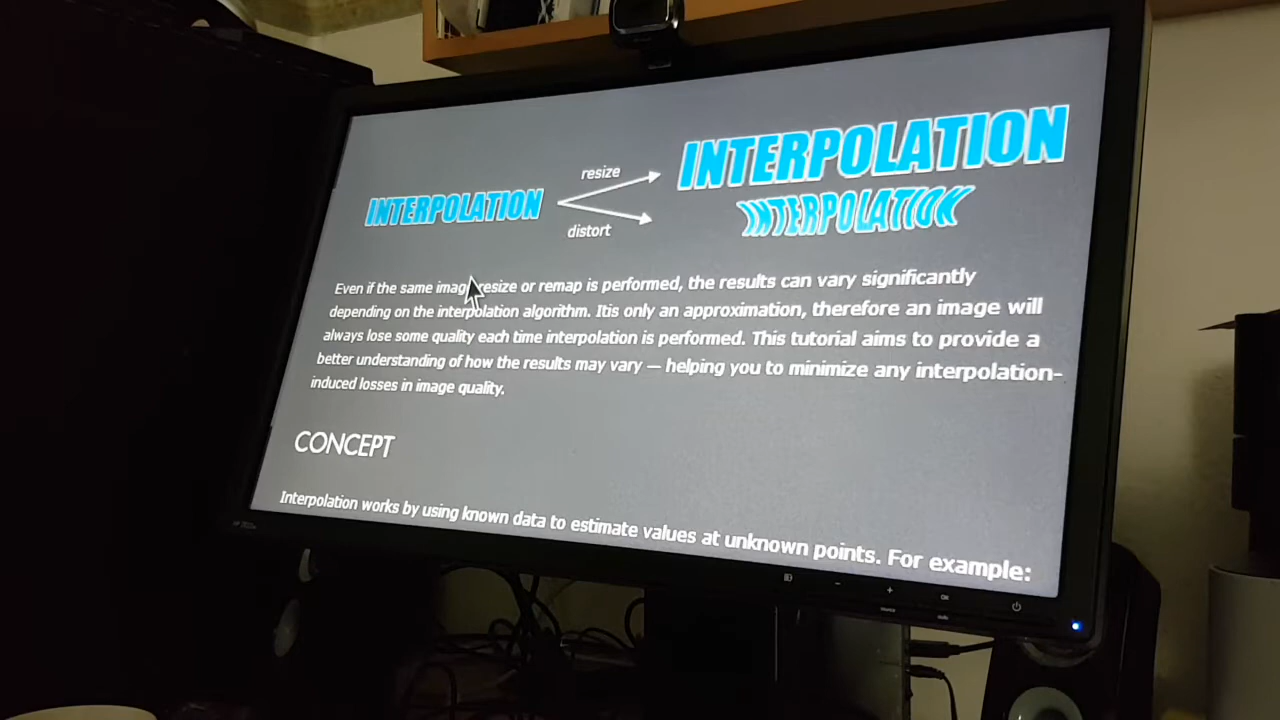 INTERPOLATION
resize
distort
INTERPOLATION
INTERPOLATION
Even if the same image resize or remap is performed, the results can vary significantly
depending on the interpolation algorithm. Itis only an approximation, therefore an image will
always lose some quality each time interpolation is performed. This tutorial aims to provide a
better understanding of how the results may vary — helping you to minimize any interpolation-
induced losses in image quality.
CONCEPT
Interpolation works by using known data to estimate values at unknown points. For example: